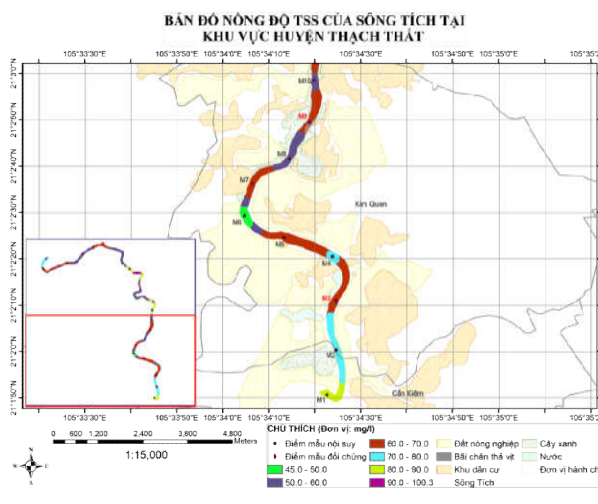 BẢN ĐỒ NỒNG ĐỘ TSS CỦA SÔNG TÍCH TẠI
KHU VỰC HUYỆN THẠCH THẤT
105°33'30"E 105°33'50"E 105°34'0"E 105°34'10"E
M10
M9
M8
M7
Kim Quan
M6
M5
M4
M3
M2
M1
Cần Kiệm
21°2'50"N
21°2'40"N
21°2'30"N
21°2'20"N
21°2'10"N
21°2'0"N
21°1'50"N
105°33'30"E 105°33'50"E 105°34'0"E 105°34'10"E 105°34'30"E 105°34'50"E 105°35'0"E
CHÚ THÍCH (Đơn vị: mg/l)
Điểm mẫu nội suy
Điểm mẫu đối chứng
45.0 - 50.0
50.0 - 60.0
60.0 - 70.0
70.0 - 80.0
80.0 - 90.0
90.0 - 100.3
Đất nông nghiệp
Bãi chăn thả vịt
Khu dân cư
Sông Tích
Cây xanh
Nước
Đơn vị hành ch
0 600 1,200 2,400 3,600 4,800
Meters
1:15,000